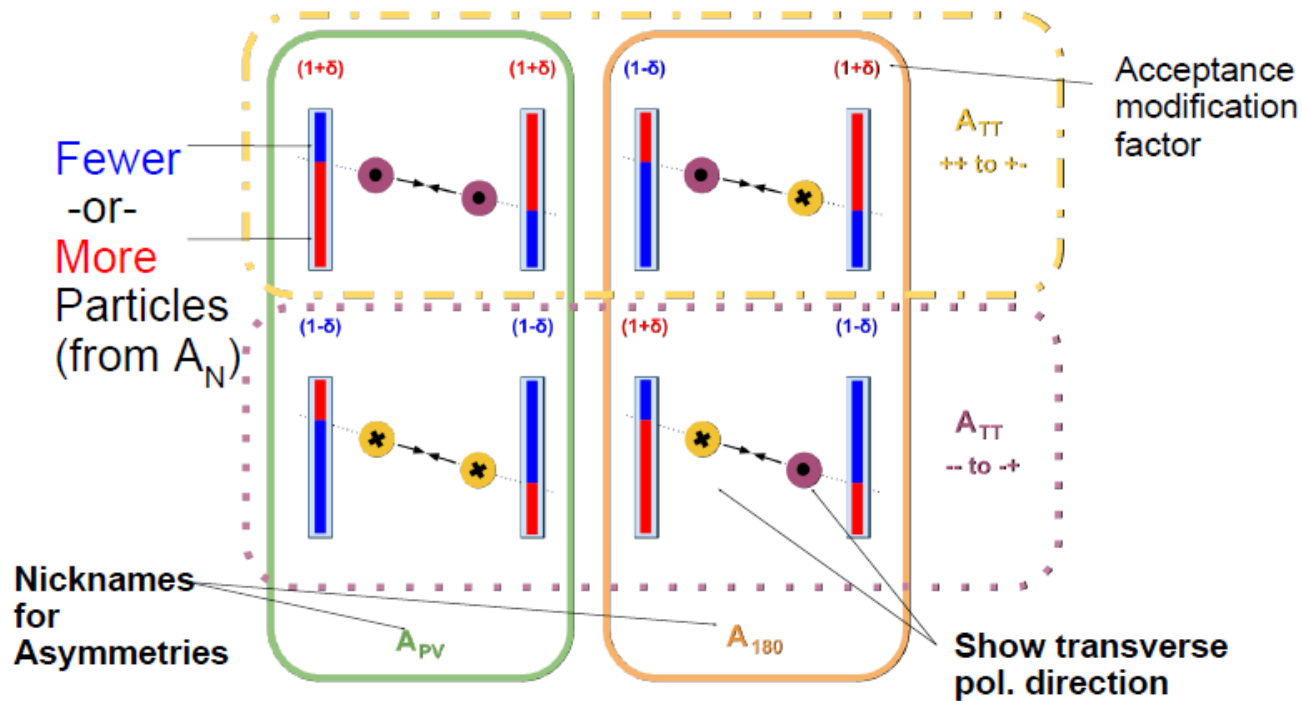 (1+δ) (1+δ) (1-δ) (1+δ)
Acceptance
modification
factor
A_TT
++ to +-
Fewer
-or-
More
Particles
(from A_N)
(1-δ) (1-δ) (1+δ) (1-δ)
A_TT
-- to -+
Nicknames
for
Asymmetries
A_PV
A_180
Show transverse
pol. direction